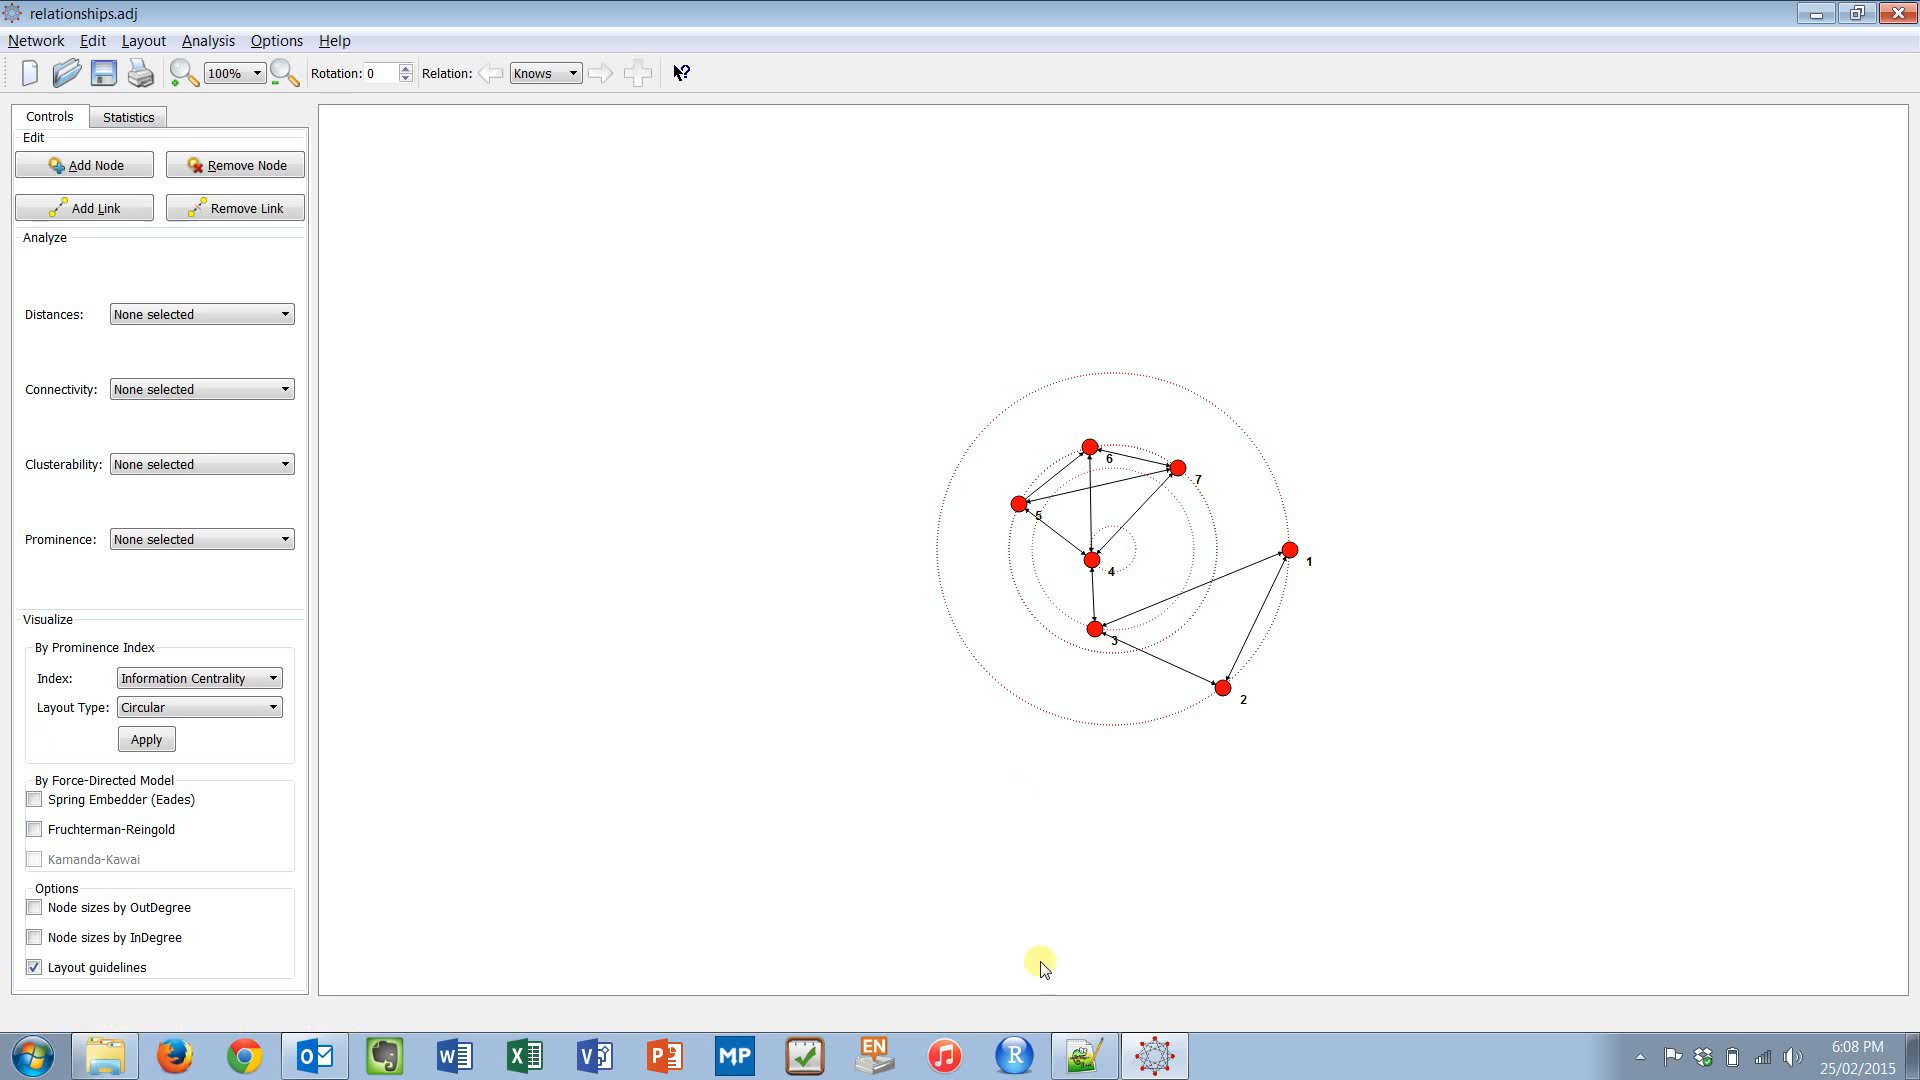 relationships.adj
Network Edit Layout Analysis Options Help
100% Rotation: 0 Relation: Knows
Controls Statistics
Edit
Add Node Remove Node
Add Link Remove Link
Analyze
Distances: None selected
Connectivity: None selected
Clusterability: None selected
Prominence: None selected
Visualize
By Prominence Index
Index: Information Centrality
Layout Type: Circular
Apply
By Force-Directed Model
Spring Embedder (Eades)
Fruchterman-Reingold
Kamanda-Kawai
Options
Node sizes by OutDegree
Node sizes by InDegree
Layout guidelines
6
7
5
1
4
3
2
EN
MP
R
6:08 PM
25/02/2015